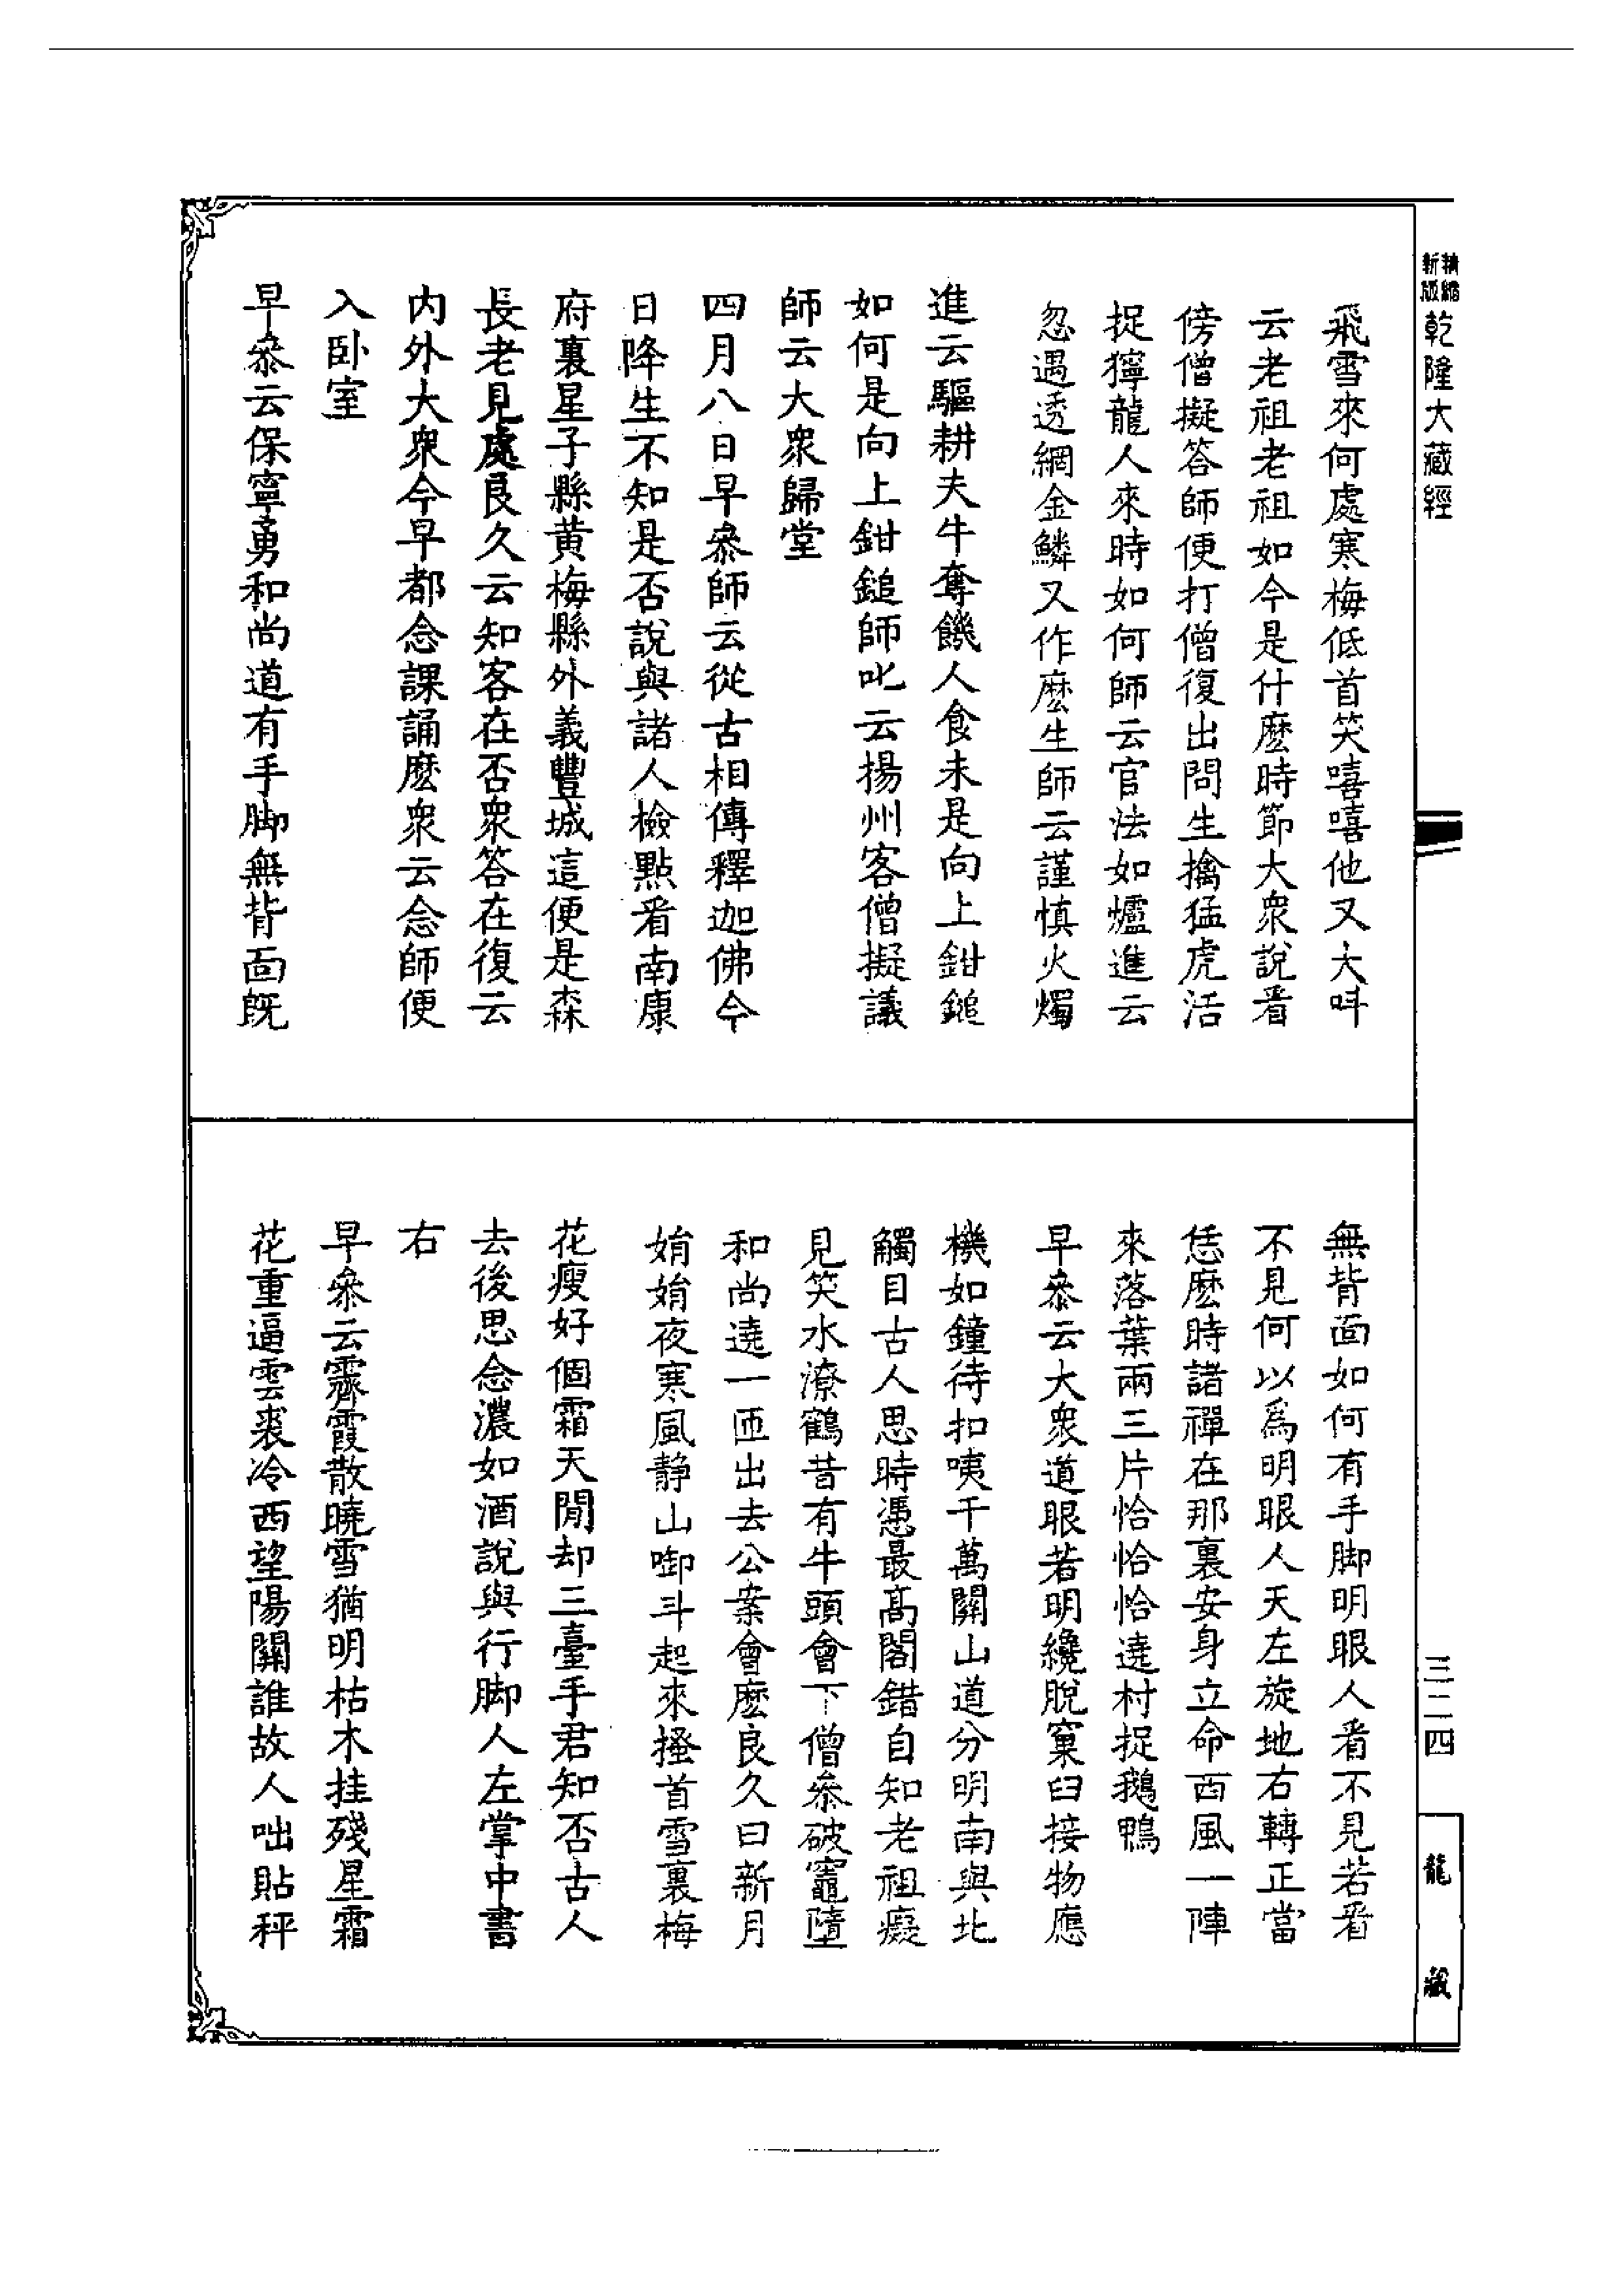 精縮新版乾隆大藏經
飛雪來何處寒梅低首笑嘻嘻他又大呌
云老祖老祖如今是什麽時節大衆說看
傍僧擬答師便打僧復出問生擒猛虎活
捉獰龍人來時如何師云官法如爐進云
忽遇透網金鱗又作麽生師云謹慎火燭
進云驅耕夫牛奪饑人食未是向上鉗鎚
如何是向上鉗鎚師叱云揚州客僧擬議
師云大衆歸堂
四月八日早叅師云從古相傳釋迦佛今
日降生不知是否說與諸人檢點看南康
府裏星子縣黃梅縣外義豐城這便是森
長老見處良久云知客在否衆答在復云
內外大衆今早都念課誦麽衆云念師便
入卧室
早叅云保寧勇和尚道有手脚無背面既
無背面如何有手脚明眼人看不見若看
不見何以爲明眼人天左旋地右轉正當
恁麽時諸禪在那裏安身立命西風一陣
來落葉兩三片恰恰恰遶村捉鵝鴨
早叅云大衆道眼若明纔脫窠臼接物應
機如鐘待扣咦千萬關山道分明南與北
觸目古人思時憑最高閣錯自知老祖癡
見笑水潦鶴昔有牛頭會下僧叅破竈墮
和尚遶一匝出去公案會麽良久曰新月
娟娟夜寒風靜山啣斗起來搔首雪裏梅
花瘦好個霜天閒却三臺手君知否古人
去後思念濃如酒說與行脚人左掌中書
右
早叅云霽霞散曉雪猶明枯木挂殘星霜
花重逼雲裘冷西望陽關誰故人咄貼秤
三二四
龍藏